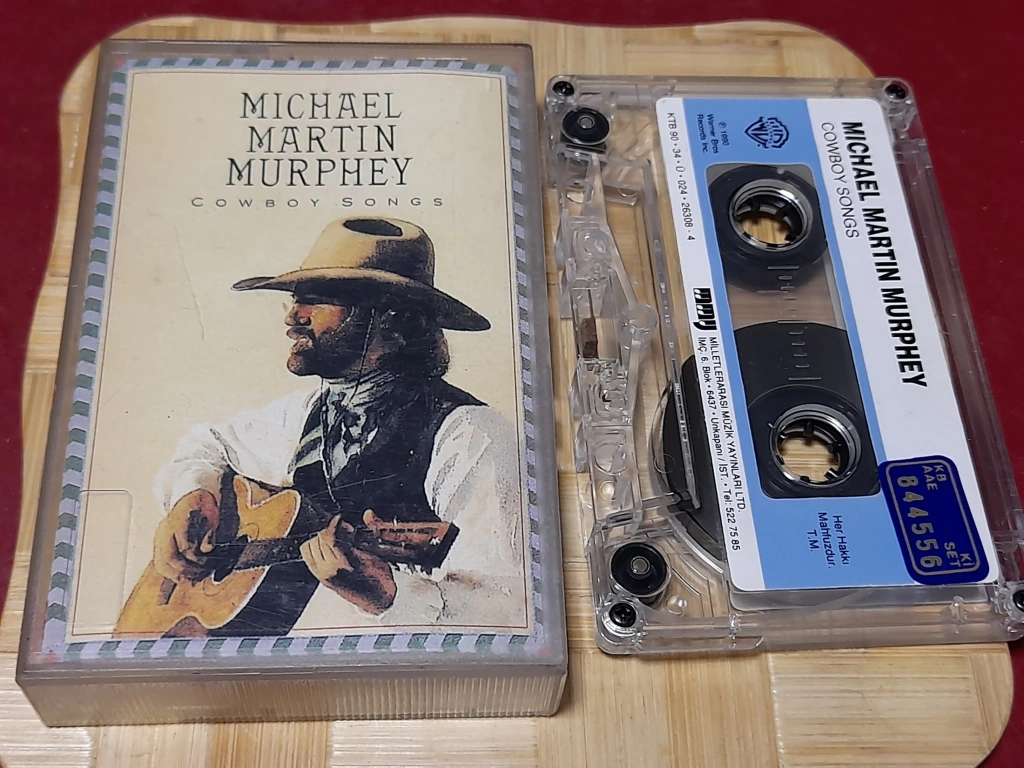 MICHAEL
MARTIN
MURPHEY
COWBOY SONGS
MICHAEL MARTIN MURPHEY
COWBOY SONGS
℗ 1990
Warner Bros
Records Inc.
KTB 90 • 34 • Ü • 024 • 26308 - 4
MİLLETLERARASI MÜZİK YAYINLARI LTD.
İMÇ. 6. Blok • 6437 • Unkapanı / İST. • Tel: 522 75 85
Her Hakkı
Mahfuzdur.
T.M.
KB Kİ
AAE SET
844556